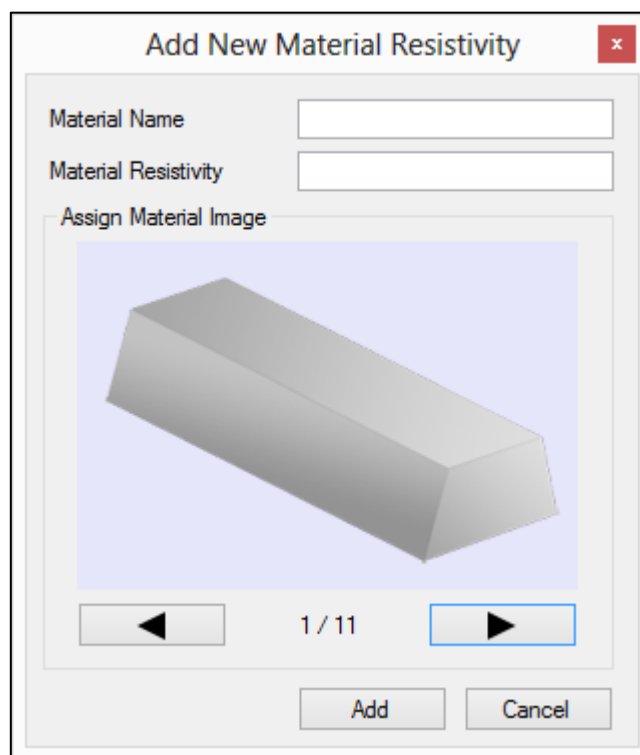 Add New Material Resistivity x
Material Name
Material Resistivity
Assign Material Image
◀ 1 / 11 ▶
Add Cancel